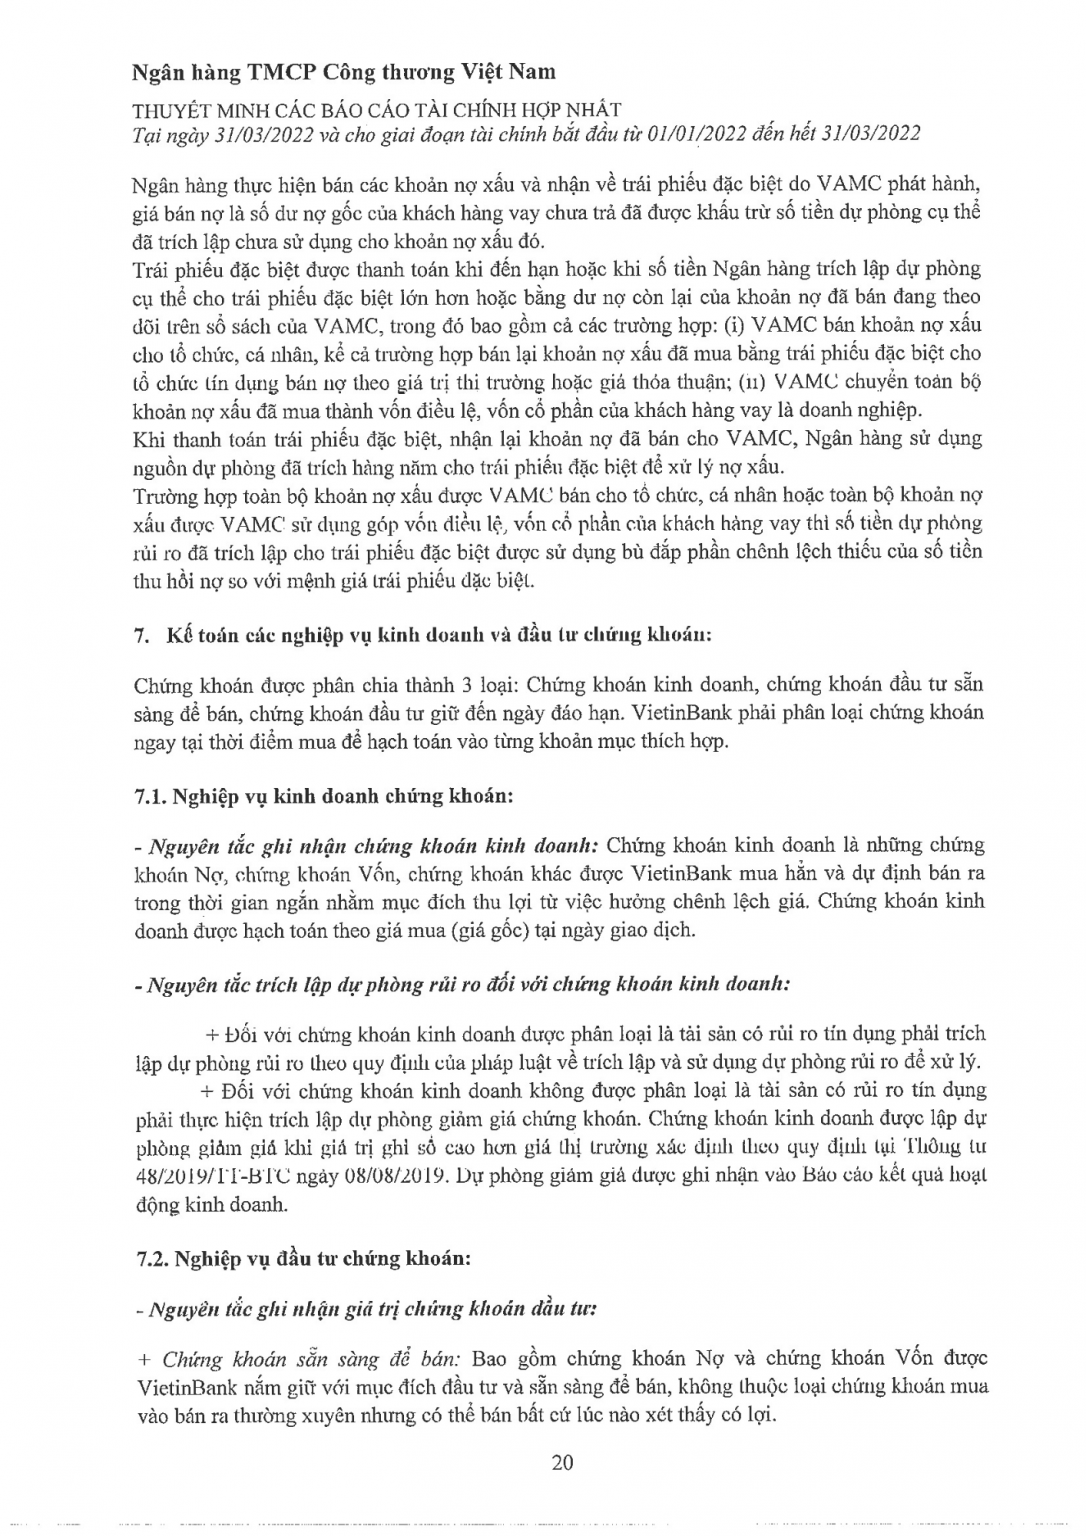 Ngân hàng TMCP Công thương Việt Nam
THUYẾT MINH CÁC BÁO CÁO TÀI CHÍNH HỢP NHẤT
Tại ngày 31/03/2022 và cho giai đoạn tài chính bắt đầu từ 01/01/2022 đến hết 31/03/2022
Ngân hàng thực hiện bán các khoản nợ xấu và nhận về trái phiếu đặc biệt do VAMC phát hành,
giá bán nợ là số dư nợ gốc của khách hàng vay chưa trả đã được khấu trừ số tiền dự phòng cụ thể
đã trích lập chưa sử dụng cho khoản nợ xấu đó.
Trái phiếu đặc biệt được thanh toán khi đến hạn hoặc khi số tiền Ngân hàng trích lập dự phòng
cụ thể cho trái phiếu đặc biệt lớn hơn hoặc bằng dư nợ còn lại của khoản nợ đã bán đang theo
dõi trên sổ sách của VAMC, trong đó bao gồm cả các trường hợp: (i) VAMC bán khoản nợ xấu
cho tổ chức, cá nhân, kể cả trường hợp bán lại khoản nợ xấu đã mua bằng trái phiếu đặc biệt cho
tổ chức tín dụng bán nợ theo giá trị thi trường hoặc giá thỏa thuận; (ii) VAMC chuyển toàn bộ
khoản nợ xấu đã mua thành vốn điều lệ, vốn cổ phần của khách hàng vay là doanh nghiệp.
Khi thanh toán trái phiếu đặc biệt, nhận lại khoản nợ đã bán cho VAMC, Ngân hàng sử dụng
nguồn dự phòng đã trích hàng năm cho trái phiếu đặc biệt để xử lý nợ xấu.
Trường hợp toàn bộ khoản nợ xấu được VAMC bán cho tổ chức, cá nhân hoặc toàn bộ khoản nợ
xấu được VAMC sử dụng góp vốn điều lệ, vốn cổ phần của khách hàng vay thì số tiền dự phòng
rủi ro đã trích lập cho trái phiếu đặc biệt được sử dụng bù đắp phần chênh lệch thiếu của số tiền
thu hồi nợ so với mệnh giá trái phiếu đặc biệt.
7. Kế toán các nghiệp vụ kinh doanh và đầu tư chứng khoán:
Chứng khoán được phân chia thành 3 loại: Chứng khoán kinh doanh, chứng khoán đầu tư sẵn
sàng để bán, chứng khoán đầu tư giữ đến ngày đáo hạn. VietinBank phải phân loại chứng khoán
ngay tại thời điểm mua để hạch toán vào từng khoản mục thích hợp.
7.1. Nghiệp vụ kinh doanh chứng khoán:
- Nguyên tắc ghi nhận chứng khoán kinh doanh: Chứng khoán kinh doanh là những chứng
khoán Nợ, chứng khoán Vốn, chứng khoán khác được VietinBank mua hẳn và dự định bán ra
trong thời gian ngắn nhằm mục đích thu lợi từ việc hưởng chênh lệch giá. Chứng khoán kinh
doanh được hạch toán theo giá mua (giá gốc) tại ngày giao dịch.
- Nguyên tắc trích lập dự phòng rủi ro đối với chứng khoán kinh doanh:
+ Đối với chứng khoán kinh doanh được phân loại là tài sản có rủi ro tín dụng phải trích
lập dự phòng rủi ro theo quy định của pháp luật về trích lập và sử dụng dự phòng rủi ro để xử lý.
+ Đối với chứng khoán kinh doanh không được phân loại là tài sản có rủi ro tín dụng
phải thực hiện trích lập dự phòng giảm giá chứng khoán. Chứng khoán kinh doanh được lập dự
phòng giảm giá khi giá trị ghi sổ cao hơn giá thị trường xác định theo quy định tại Thông tư
48/2019/TT-BTC ngày 08/08/2019. Dự phòng giảm giá được ghi nhận vào Báo cáo kết quả hoạt
động kinh doanh.
7.2. Nghiệp vụ đầu tư chứng khoán:
- Nguyên tắc ghi nhận giá trị chứng khoán đầu tư:
+ Chứng khoán sẵn sàng để bán: Bao gồm chứng khoán Nợ và chứng khoán Vốn được
VietinBank nắm giữ với mục đích đầu tư và sẵn sàng để bán, không thuộc loại chứng khoán mua
vào bán ra thường xuyên nhưng có thể bán bất cứ lúc nào xét thấy có lợi.
20